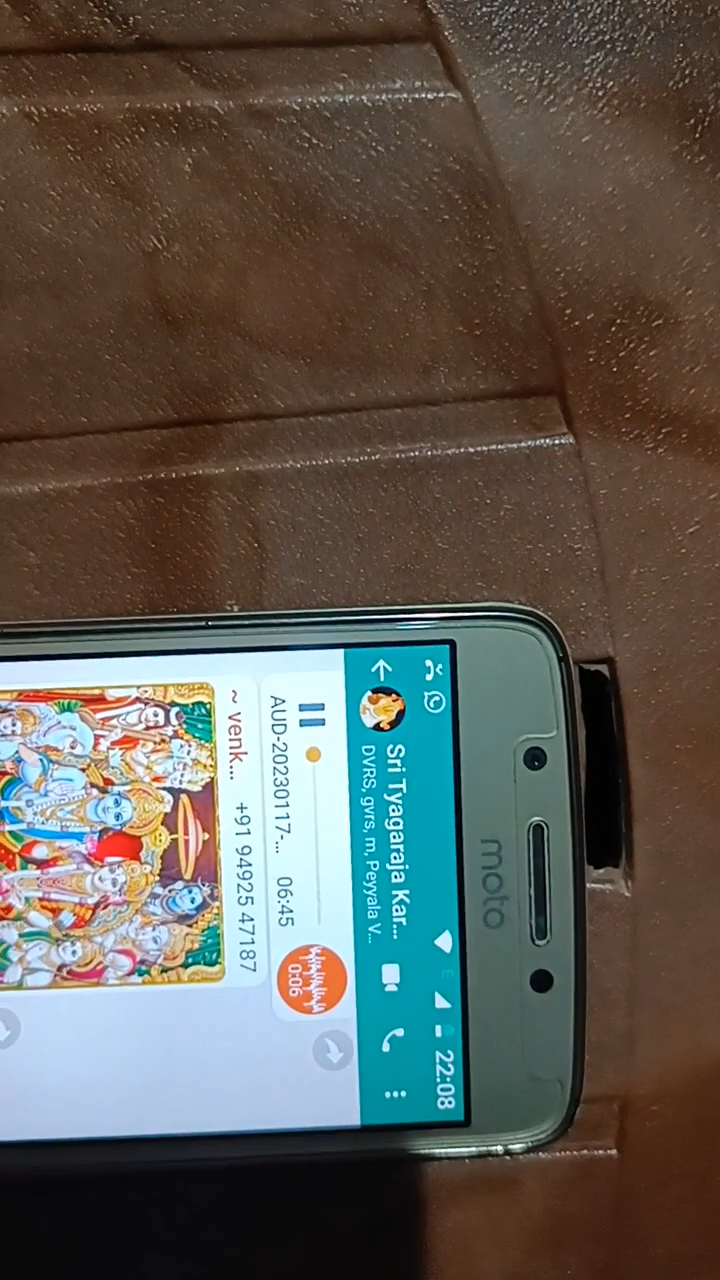 moto
22:08
Sri Tyagaraja Kar...
DVRS, gvrs, m, Peyyala V...
0:06
AUD-20230117-... 06:45
~ venk... +91 94925 47187